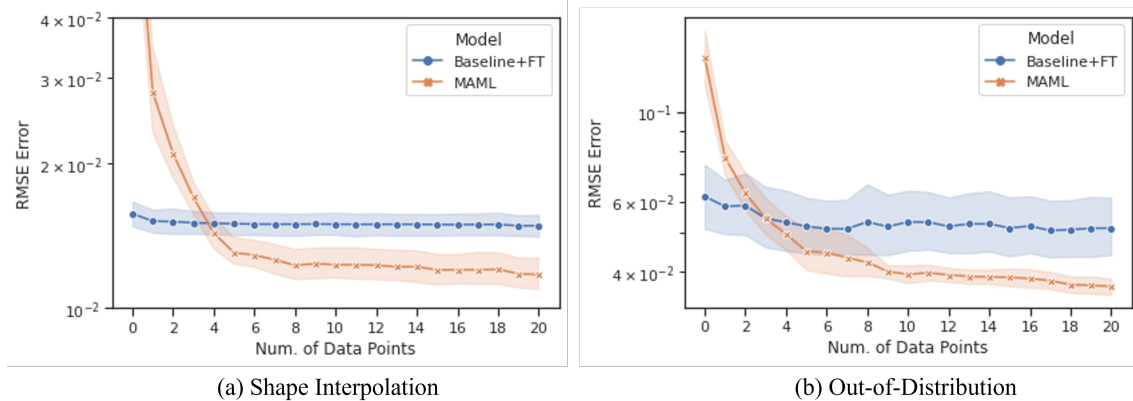 4 × 10⁻²
3 × 10⁻²
2 × 10⁻²
10⁻²
RMSE Error
Model
Baseline+FT
MAML
0 2 4 6 8 10 12 14 16 18 20
Num. of Data Points
(a) Shape Interpolation
10⁻¹
6 × 10⁻²
4 × 10⁻²
RMSE Error
Model
Baseline+FT
MAML
0 2 4 6 8 10 12 14 16 18 20
Num. of Data Points
(b) Out-of-Distribution